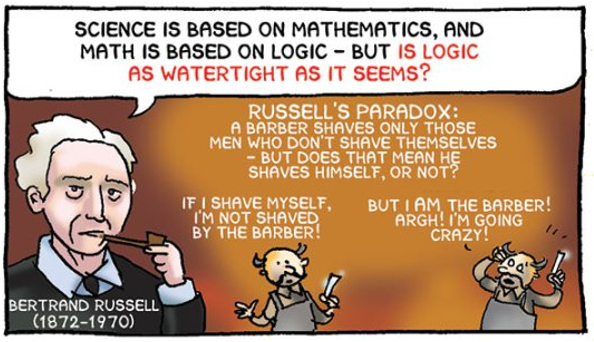 SCIENCE IS BASED ON MATHEMATICS, AND
MATH IS BASED ON LOGIC – BUT IS LOGIC
AS WATERTIGHT AS IT SEEMS?
RUSSELL'S PARADOX:
A BARBER SHAVES ONLY THOSE
MEN WHO DON'T SHAVE THEMSELVES
– BUT DOES THAT MEAN HE
SHAVES HIMSELF, OR NOT?
IF I SHAVE MYSELF,
I'M NOT SHAVED
BY THE BARBER!
BUT I AM THE BARBER!
ARGH! I'M GOING
CRAZY!
BERTRAND RUSSELL
(1872-1970)